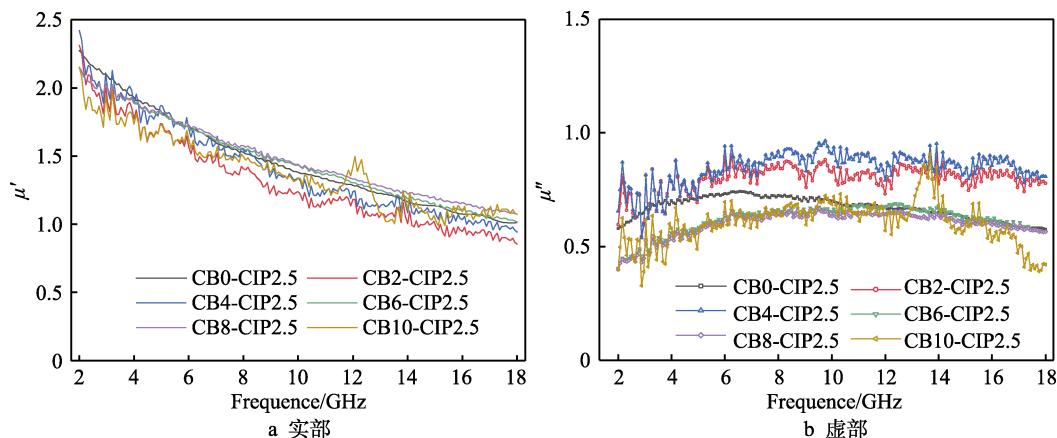 2.5
2.0
1.5
1.0
0.5
0
μ′
CB0-CIP2.5 CB2-CIP2.5
CB4-CIP2.5 CB6-CIP2.5
CB8-CIP2.5 CB10-CIP2.5
2 4 6 8 10 12 14 16 18
Frequence/GHz
a 实部
1.5
1.0
0.5
0
μ″
CB0-CIP2.5 CB2-CIP2.5
CB4-CIP2.5 CB6-CIP2.5
CB8-CIP2.5 CB10-CIP2.5
2 4 6 8 10 12 14 16 18
Frequence/GHz
b 虚部